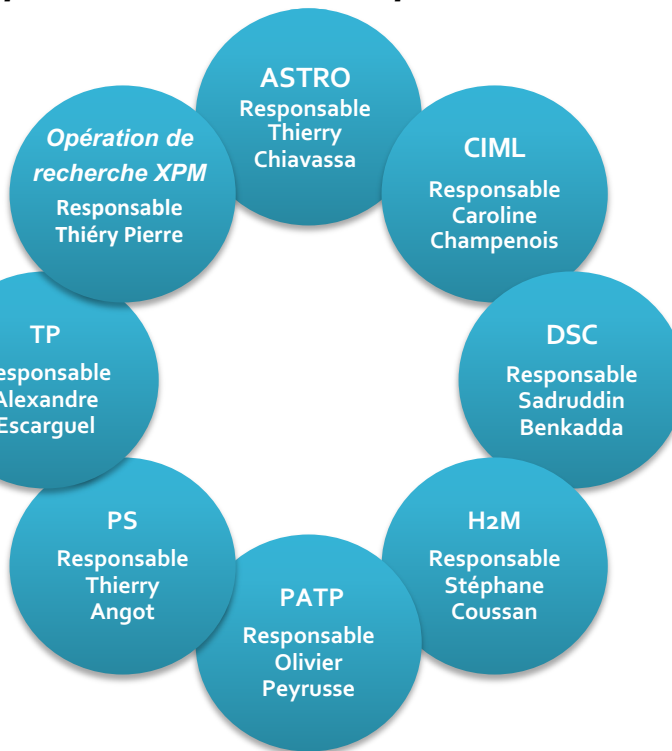 ASTRO
Responsable
Thierry
Chiavassa
CIML
Responsable
Caroline
Champenois
DSC
Responsable
Sadruddin
Benkadda
H2M
Responsable
Stéphane
Coussan
PATP
Responsable
Olivier
Peyrusse
PS
Responsable
Thierry
Angot
TP
esponsable
Alexandre
Escarguel
Opération de
recherche XPM
Responsable
Thiéry Pierre